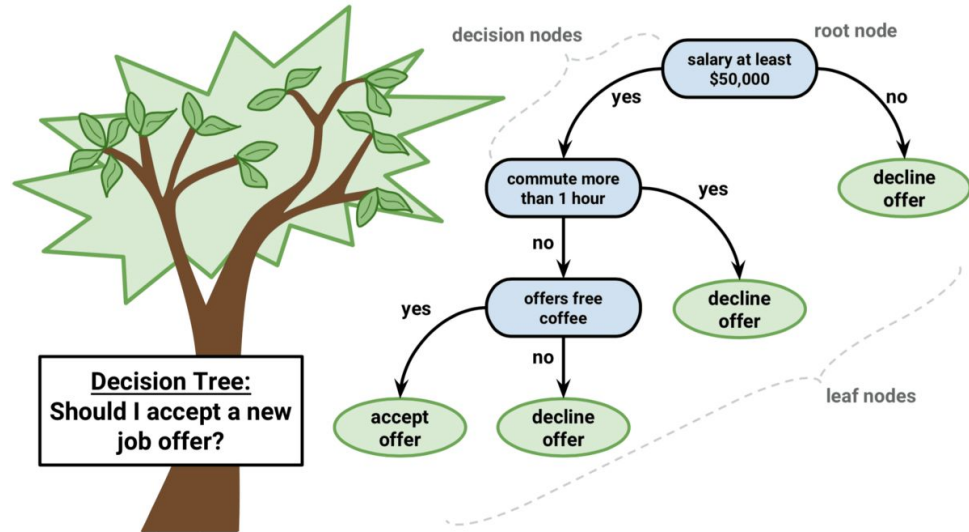 decision nodes
root node
salary at least
$50,000
yes
no
commute more
than 1 hour
yes
decline
offer
no
offers free
coffee
decline
offer
yes
no
leaf nodes
accept
offer
decline
offer
Decision Tree:
Should I accept a new
job offer?